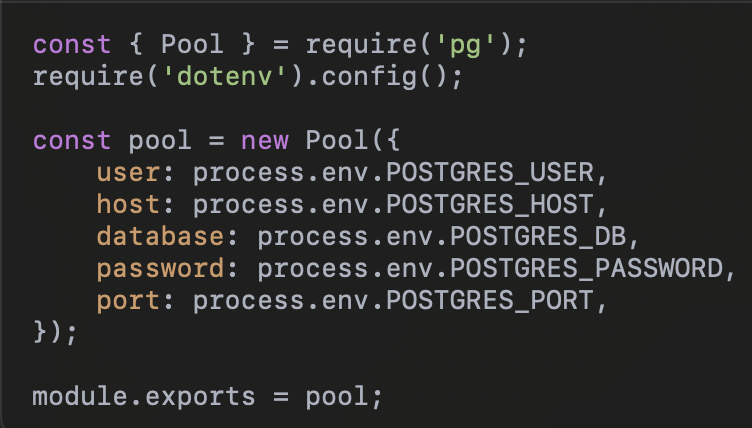 const { Pool } = require('pg');
require('dotenv').config();

const pool = new Pool({
    user: process.env.POSTGRES_USER,
    host: process.env.POSTGRES_HOST,
    database: process.env.POSTGRES_DB,
    password: process.env.POSTGRES_PASSWORD,
    port: process.env.POSTGRES_PORT,
});

module.exports = pool;